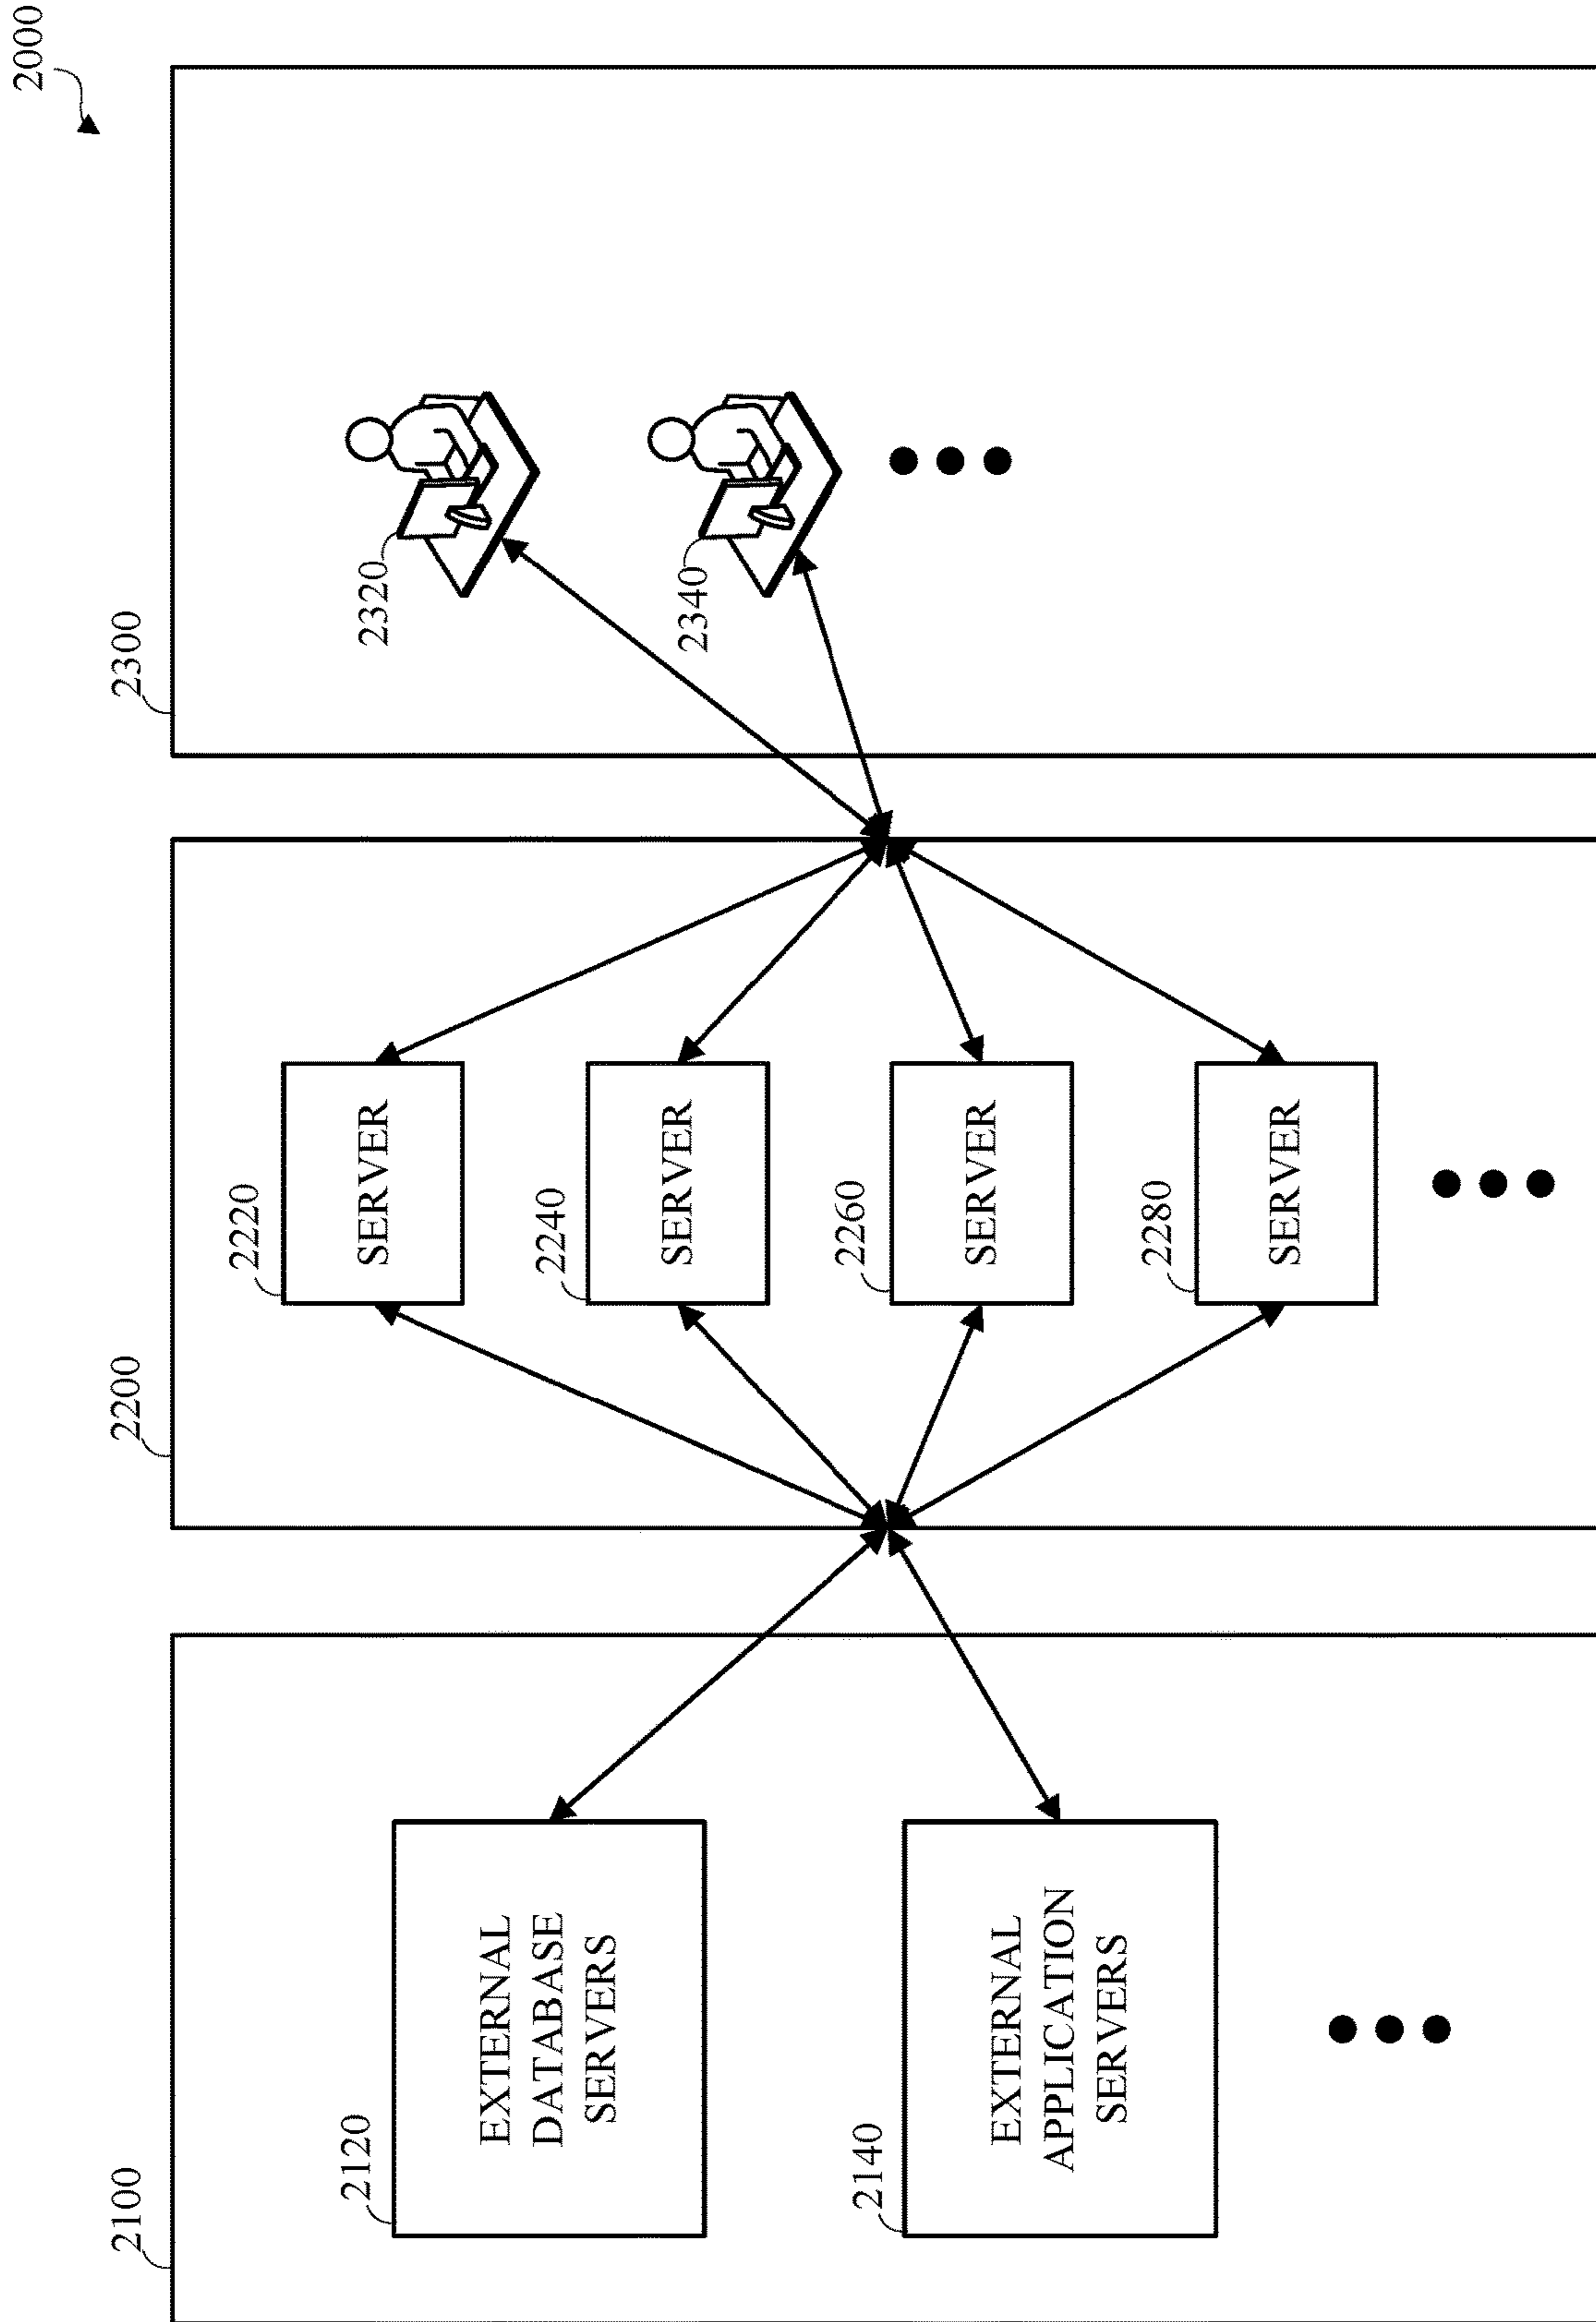 2000
2100
2200
2300
2120
EXTERNAL
DATABASE
SERVERS
2140
EXTERNAL
APPLICATION
SERVERS
2220
SERVER
2240
SERVER
2260
SERVER
2280
SERVER
2320
2340